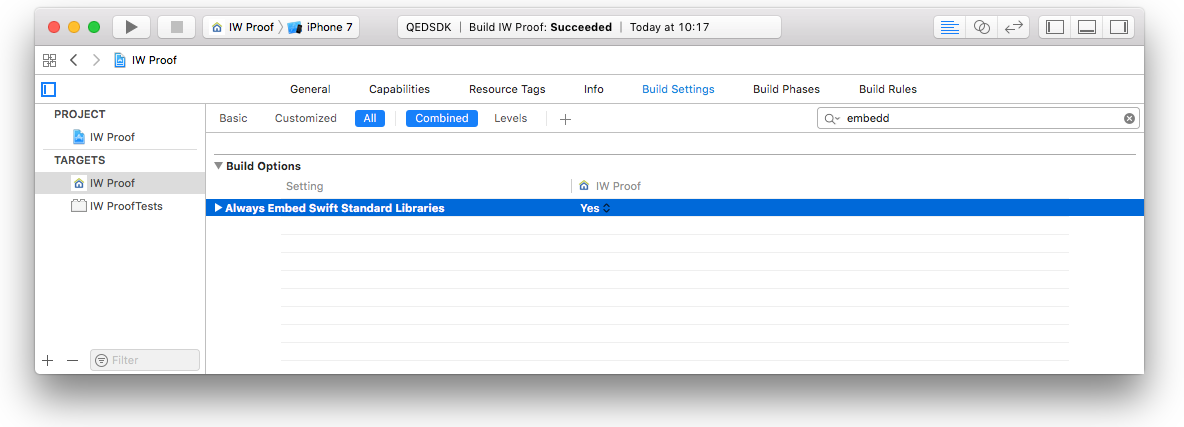 IW Proof iPhone 7 QEDSDK | Build IW Proof: Succeeded | Today at 10:17
IW Proof
General Capabilities Resource Tags Info Build Settings Build Phases Build Rules
PROJECT
IW Proof
TARGETS
IW Proof
IW ProofTests
Basic Customized All Combined Levels embedd
Build Options
Setting IW Proof
Always Embed Swift Standard Libraries Yes
Filter